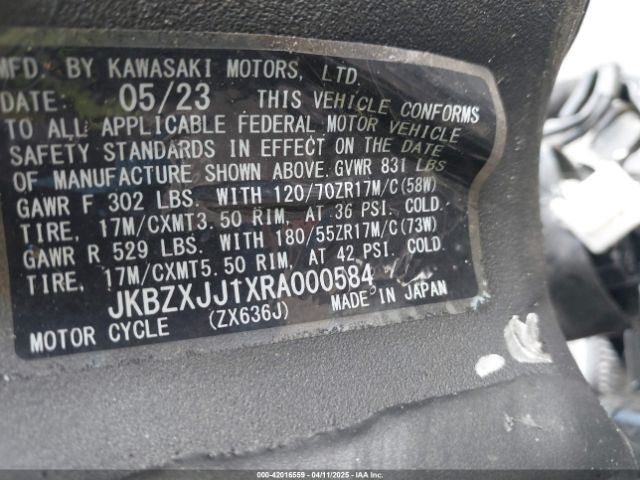 MFD. BY KAWASAKI MOTORS, LTD.
DATE: 05/23 THIS VEHICLE CONFORMS
TO ALL APPLICABLE FEDERAL MOTOR VEHICLE
SAFETY STANDARDS IN EFFECT ON THE DATE
OF MANUFACTURE SHOWN ABOVE. GVWR 831 LBS
GAWR F 302 LBS. WITH 120/70ZR17M/C(58W)
TIRE, 17M/CXMT3.50 RIM, AT 36 PSI. COLD.
GAWR R 529 LBS. WITH 180/55ZR17M/C(73W)
TIRE, 17M/CXMT5.50 RIM, AT 42 PSI. COLD.
JKBZXJJ1XRA000584
MOTOR CYCLE (ZX636J) MADE IN JAPAN
000-42016559 - 04/11/2025 - IAAI.COM